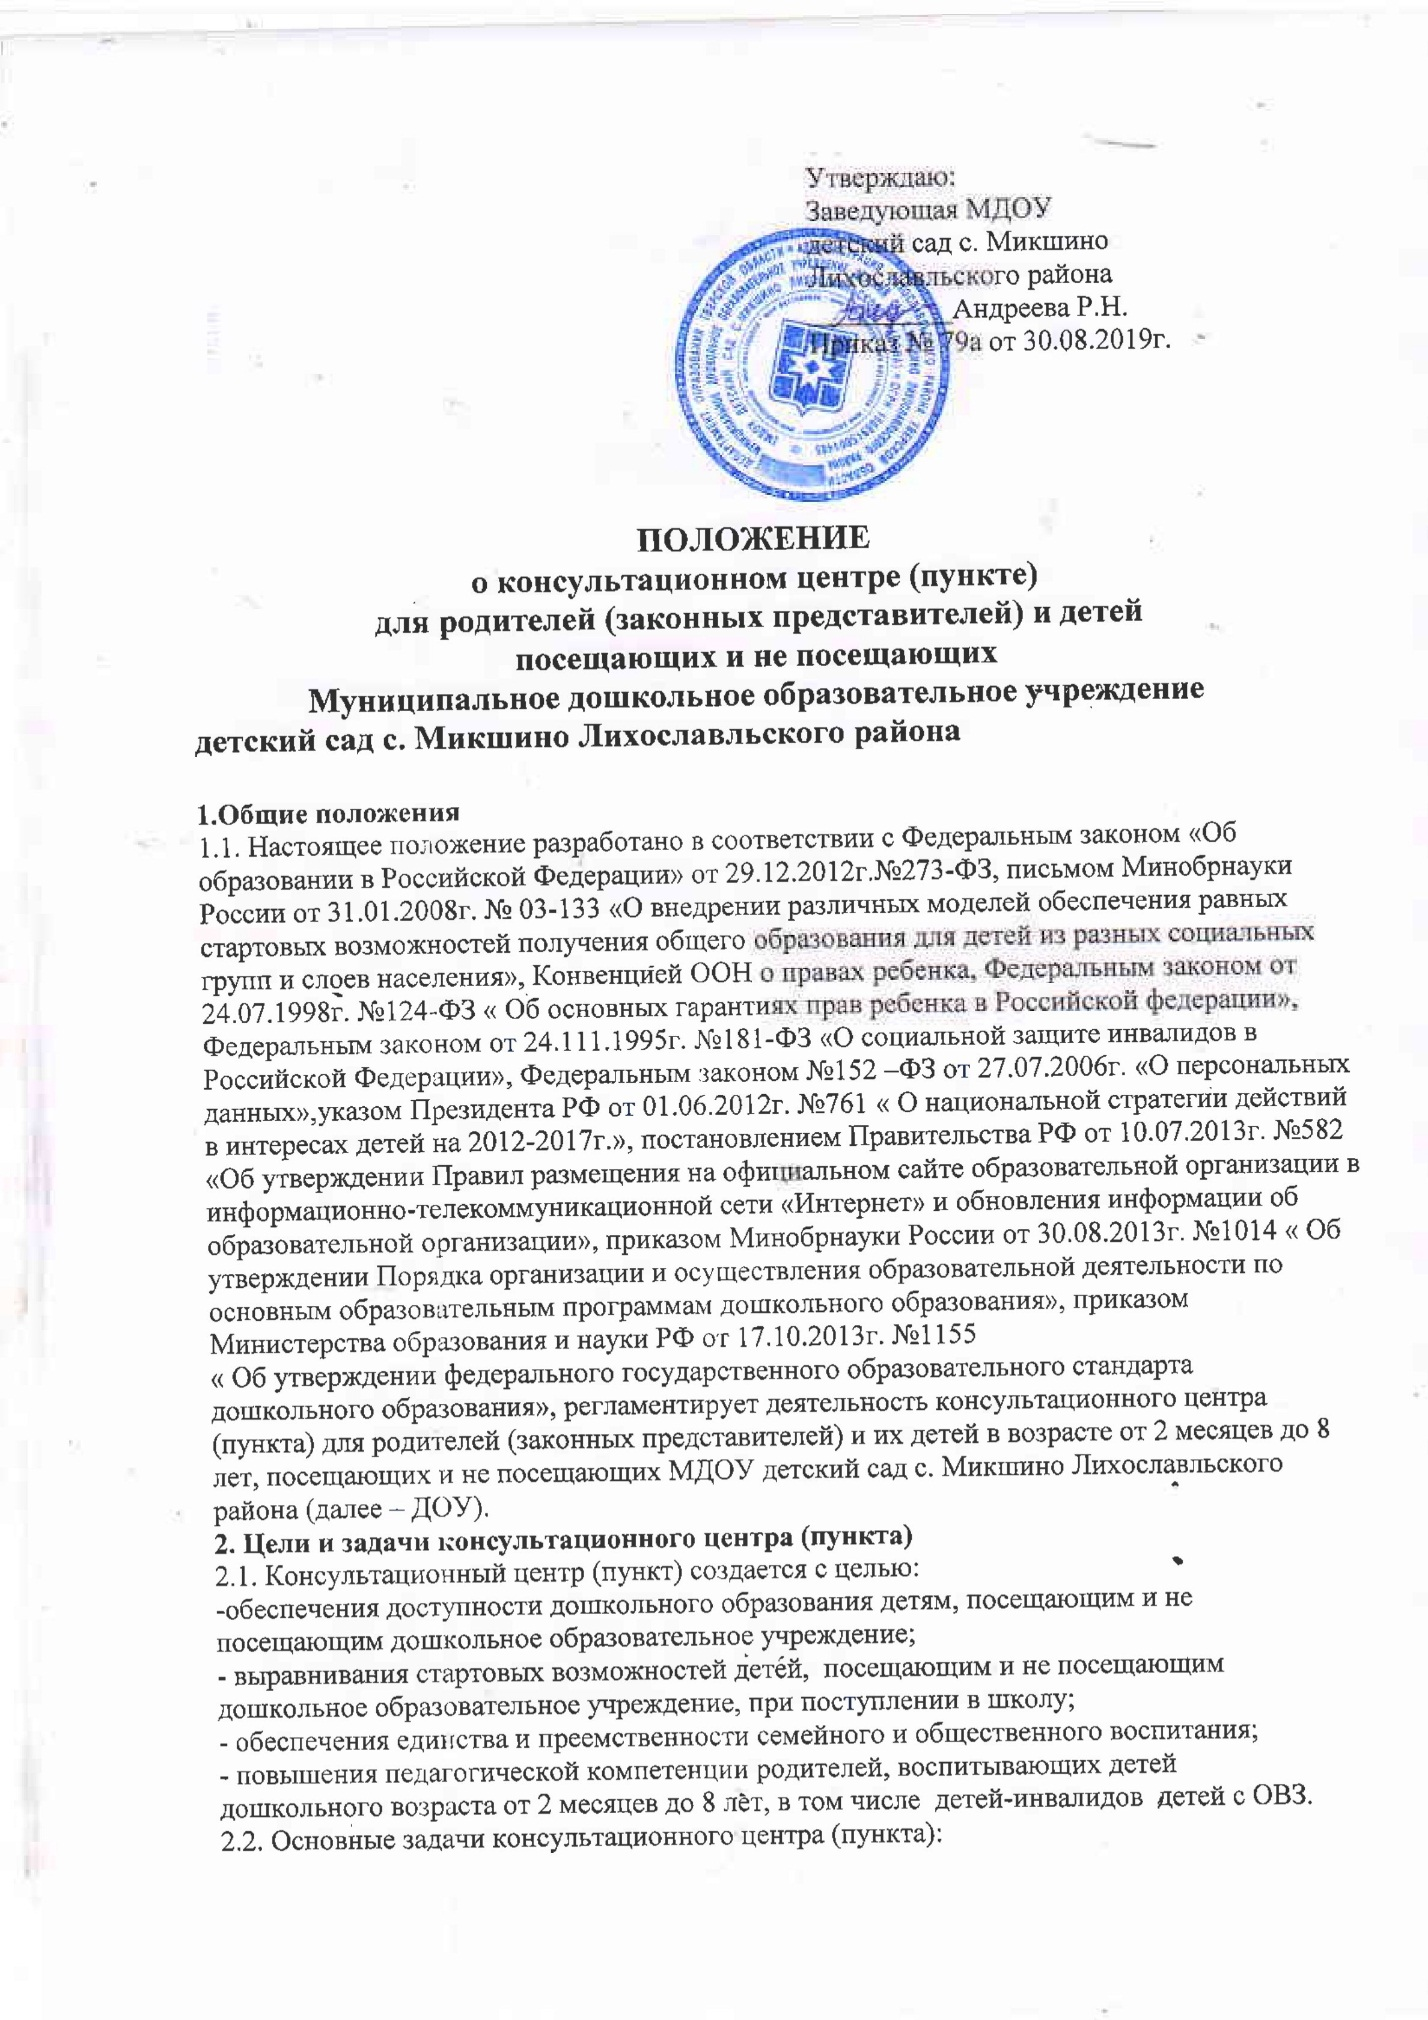 Утверждаю:
Заведующая МДОУ
детский сад с. Микшино
Лихославльского района
Андреева Р.Н.
Приказ № 79а от 30.08.2019г.
ПОЛОЖЕНИЕ
о консультационном центре (пункте)
для родителей (законных представителей) и детей
посещающих и не посещающих
Муниципальное дошкольное образовательное учреждение
детский сад с. Микшино Лихославльского района
1.Общие положения
1.1. Настоящее положение разработано в соответствии с Федеральным законом «Об
образовании в Российской Федерации» от 29.12.2012г.№273-ФЗ, письмом Минобрнауки
России от 31.01.2008г. № 03-133 «О внедрении различных моделей обеспечения равных
стартовых возможностей получения общего образования для детей из разных социальных
групп и слоев населения», Конвенцией ООН о правах ребенка, Федеральным законом от
24.07.1998г. №124-ФЗ « Об основных гарантиях прав ребенка в Российской федерации»,
Федеральным законом от 24.111.1995г. №181-ФЗ «О социальной защите инвалидов в
Российской Федерации», Федеральным законом №152 –ФЗ от 27.07.2006г. «О персональных
данных»,указом Президента РФ от 01.06.2012г. №761 « О национальной стратегии действий
в интересах детей на 2012-2017г.», постановлением Правительства РФ от 10.07.2013г. №582
«Об утверждении Правил размещения на официальном сайте образовательной организации в
информационно-телекоммуникационной сети «Интернет» и обновления информации об
образовательной организации», приказом Минобрнауки России от 30.08.2013г. №1014 « Об
утверждении Порядка организации и осуществления образовательной деятельности по
основным образовательным программам дошкольного образования», приказом
Министерства образования и науки РФ от 17.10.2013г. №1155
« Об утверждении федерального государственного образовательного стандарта
дошкольного образования», регламентирует деятельность консультационного центра
(пункта) для родителей (законных представителей) и их детей в возрасте от 2 месяцев до 8
лет, посещающих и не посещающих МДОУ детский сад с. Микшино Лихославльского
района (далее – ДОУ).
2. Цели и задачи консультационного центра (пункта)
2.1. Консультационный центр (пункт) создается с целью:
-обеспечения доступности дошкольного образования детям, посещающим и не
посещающим дошкольное образовательное учреждение;
- выравнивания стартовых возможностей детей, посещающим и не посещающим
дошкольное образовательное учреждение, при поступлении в школу;
- обеспечения единства и преемственности семейного и общественного воспитания;
- повышения педагогической компетенции родителей, воспитывающих детей
дошкольного возраста от 2 месяцев до 8 лет, в том числе детей-инвалидов детей с ОВЗ.
2.2. Основные задачи консультационного центра (пункта):